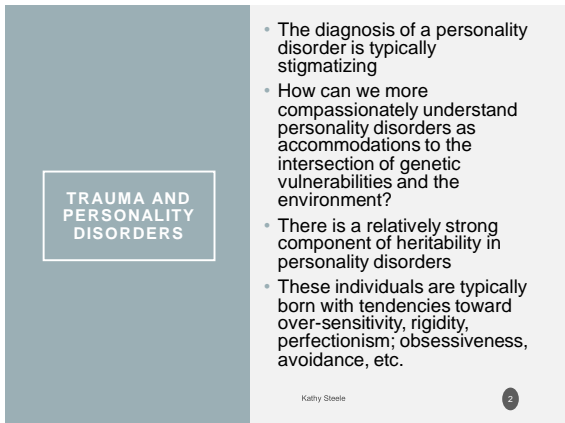 TRAUMA AND
PERSONALITY
DISORDERS
• The diagnosis of a personality
disorder is typically
stigmatizing
• How can we more
compassionately understand
personality disorders as
accommodations to the
intersection of genetic
vulnerabilities and the
environment?
• There is a relatively strong
component of heritability in
personality disorders
• These individuals are typically
born with tendencies toward
over-sensitivity, rigidity,
perfectionism; obsessiveness,
avoidance, etc.
Kathy Steele
2